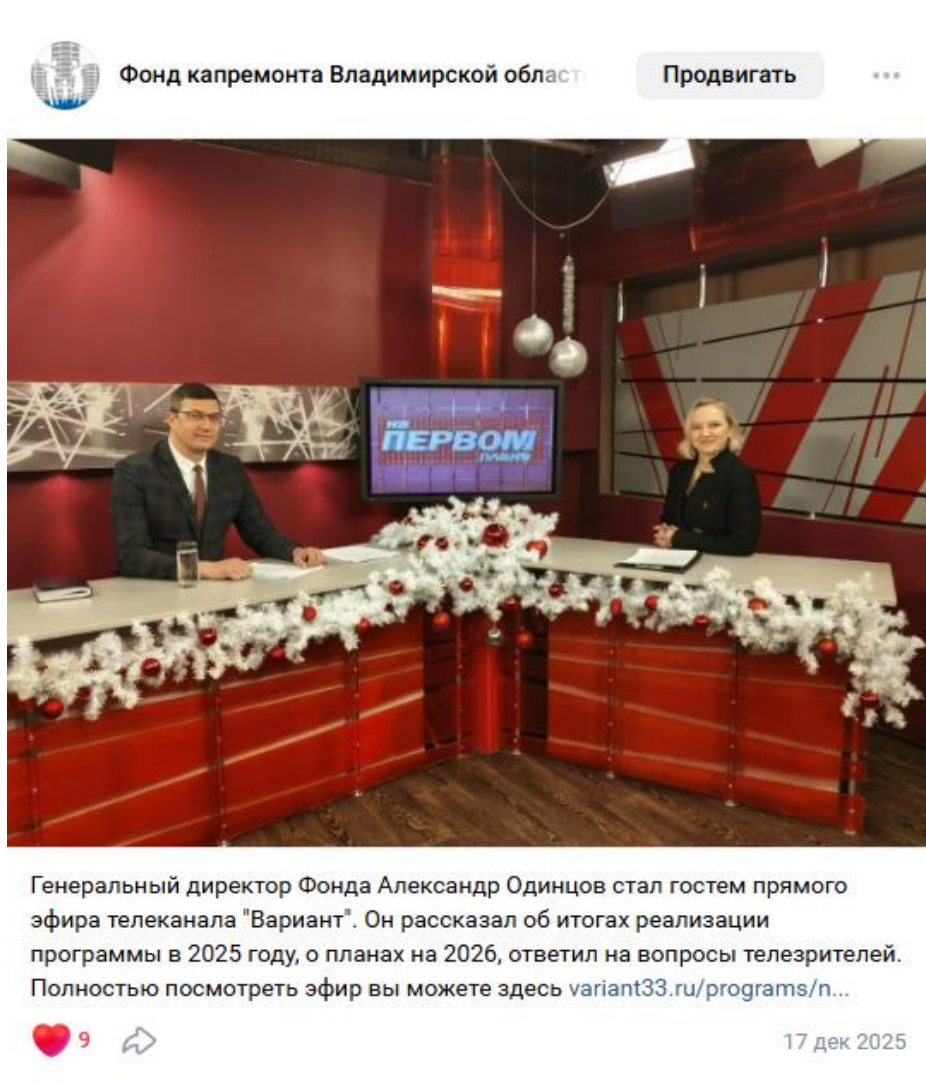 Фонд капремонта Владимирской област
Продвигать
на
ПЕРВОМ
плане
Генеральный директор Фонда Александр Одинцов стал гостем прямого
эфира телеканала "Вариант". Он рассказал об итогах реализации
программы в 2025 году, о планах на 2026, ответил на вопросы телезрителей.
Полностью посмотреть эфир вы можете здесь variant33.ru/programs/n...
9
17 дек 2025